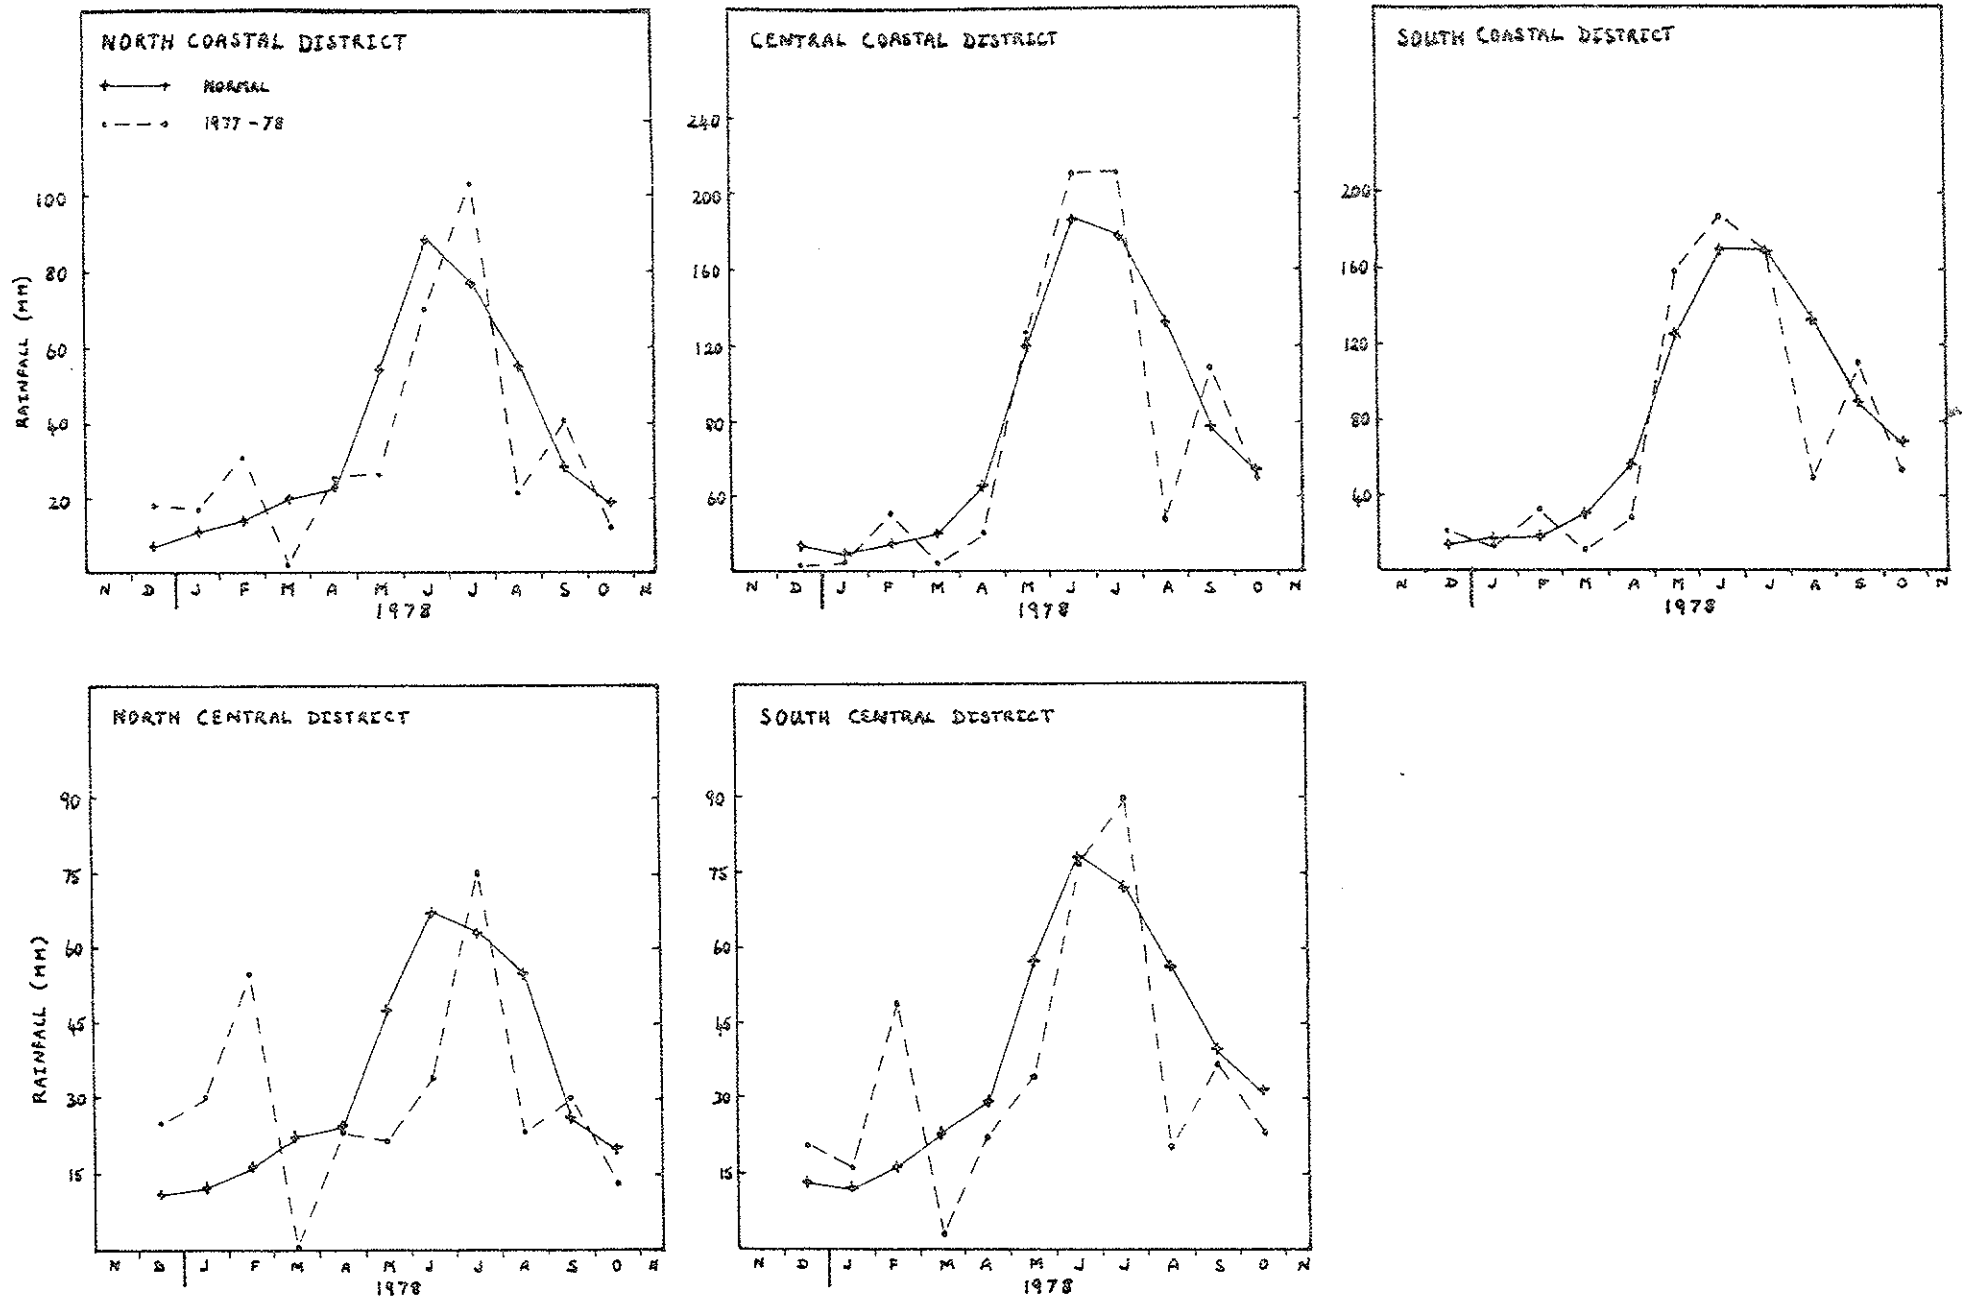 NORTH COASTAL DISTRICT
NORMAL
1977-78
RAINFALL (MM)
100
80
60
40
20
N D J F M A M J J A S O N
1978
CENTRAL COASTAL DISTRICT
240
200
160
120
80
60
N D J F M A M J J A S O N
1978
SOUTH COASTAL DISTRICT
200
160
120
80
40
N D J F M A M J J A S O N
1978
NORTH CENTRAL DISTRICT
RAINFALL (MM)
90
75
60
45
30
15
N D J F M A M J J A S O N
1978
SOUTH CENTRAL DISTRICT
90
75
60
45
30
15
N D J F M A M J J A S O N
1978